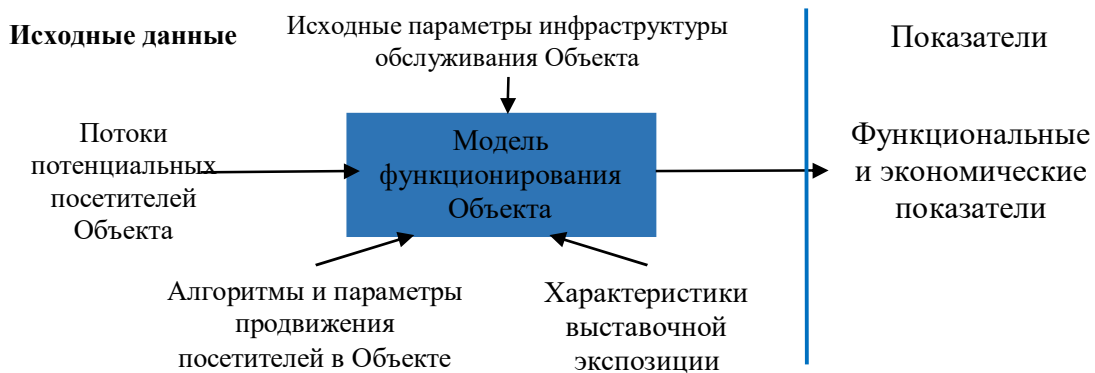 Исходные данные
Исходные параметры инфраструктуры
обслуживания Объекта
Показатели
Потоки
потенциальных
посетителей
Объекта
Модель
функционирования
Объекта
Функциональные
и экономические
показатели
Алгоритмы и параметры
продвижения
посетителей в Объекте
Характеристики
выставочной
экспозиции